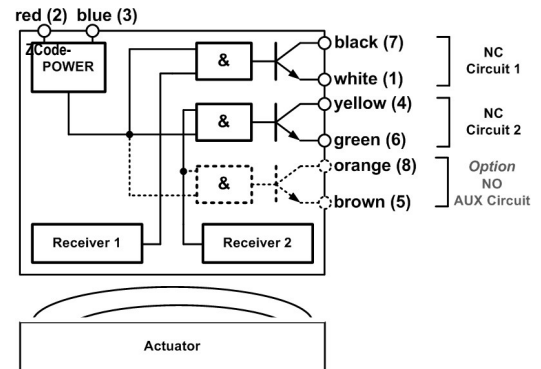 red (2) blue (3)
ZCode-
POWER
&
black (7)
white (1)
NC
Circuit 1
&
yellow (4)
green (6)
NC
Circuit 2
&
orange (8)
brown (5)
Option
NO
AUX Circuit
Receiver 1
Receiver 2
Actuator